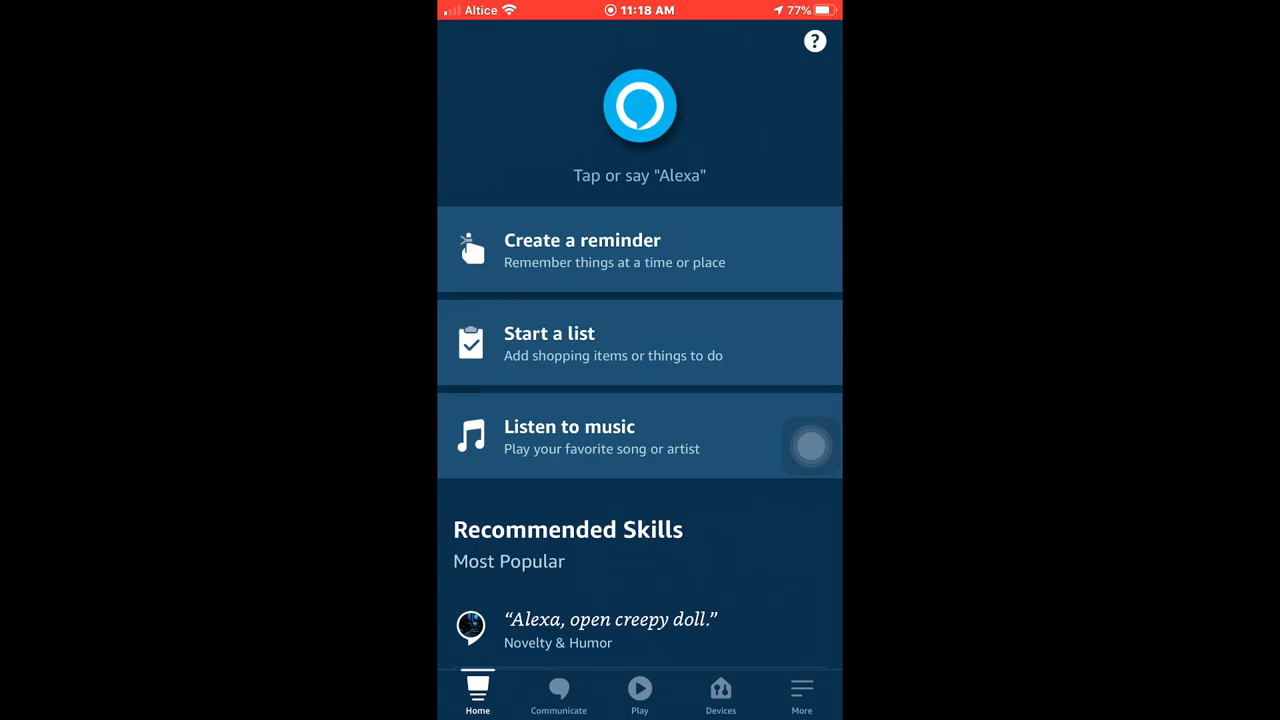 Altice 11:18 AM 77%
?
Tap or say "Alexa"
Create a reminder
Remember things at a time or place
Start a list
Add shopping items or things to do
Listen to music
Play your favorite song or artist
Recommended Skills
Most Popular
“Alexa, open creepy doll.”
Novelty & Humor
Home Communicate Play Devices More